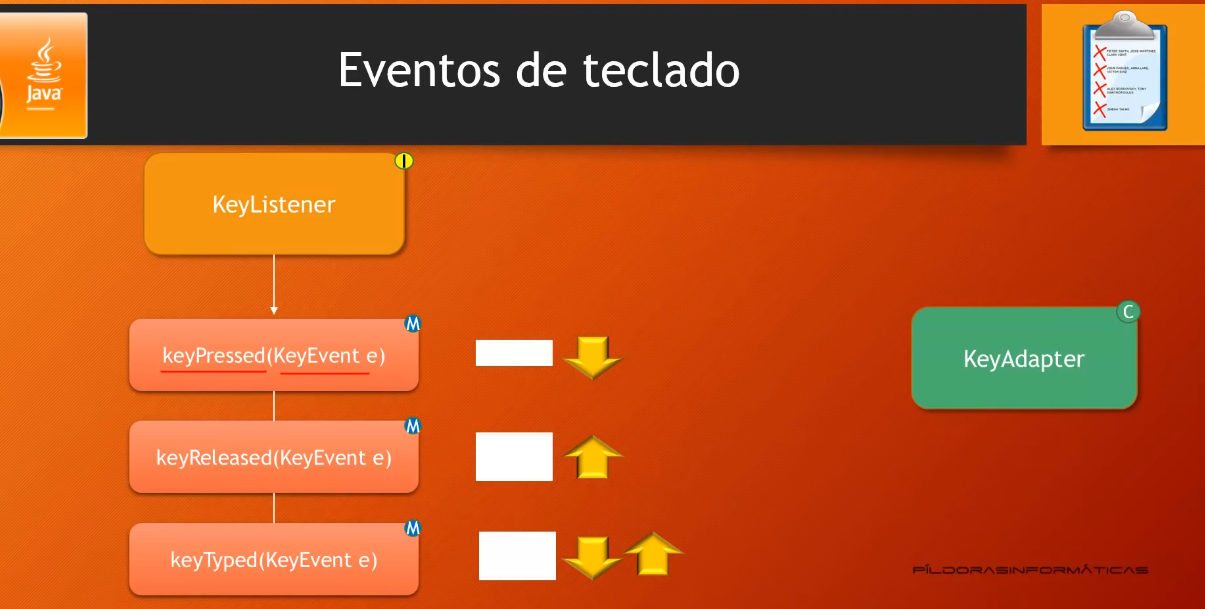 Java
Eventos de teclado
I
KeyListener
M
keyPressed(KeyEvent e)
C
KeyAdapter
M
keyReleased(KeyEvent e)
M
keyTyped(KeyEvent e)
PÍLDORASINFORMÁTICAS